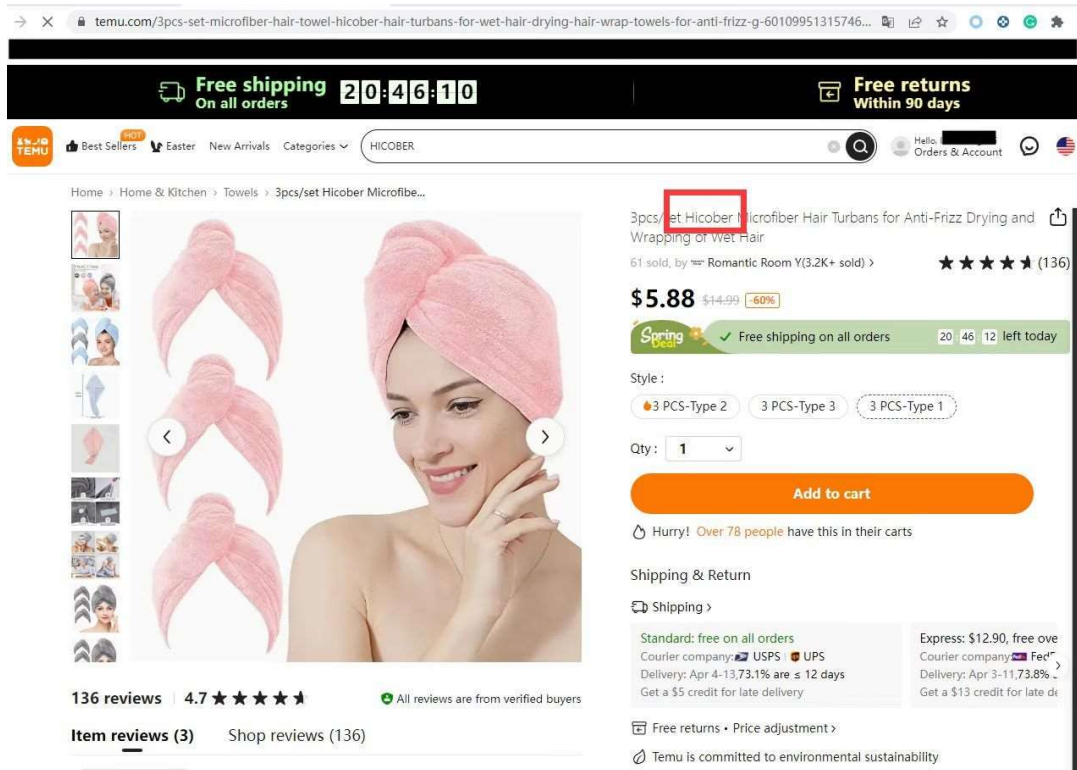 temu.com/3pcs-set-microfiber-hair-towel-hicober-hair-turbans-for-wet-hair-drying-hair-wrap-towels-for-anti-frizz-g-60109951315746...
Free shipping
On all orders
20:46:10
Free returns
Within 90 days
TEMU
Best Sellers
HOT
Easter
New Arrivals
Categories
HICOBER
Hello,
Orders & Account
Home > Home & Kitchen > Towels > 3pcs/set Hicober Microfibe...
3pcs/set Hicober Microfiber Hair Turbans for Anti-Frizz Drying and
Wrapping of Wet Hair
61 sold, by Romantic Room Y(3.2K+ sold) >
(136)
$5.88 $14.99 -60%
Spring Deal
✓ Free shipping on all orders
20 46 12 left today
Style :
3 PCS-Type 2
3 PCS-Type 3
3 PCS-Type 1
Qty : 1
Add to cart
Hurry! Over 78 people have this in their carts
Shipping & Return
Shipping >
Standard: free on all orders
Courier company: USPS UPS
Delivery: Apr 4-13,73.1% are ≤ 12 days
Get a $5 credit for late delivery
Express: $12.90, free ove
Courier company: Fed
Delivery: Apr 3-11,73.8%
Get a $13 credit for late de
136 reviews 4.7 ★★★★
All reviews are from verified buyers
Free returns • Price adjustment >
Item reviews (3)
Shop reviews (136)
Temu is committed to environmental sustainability